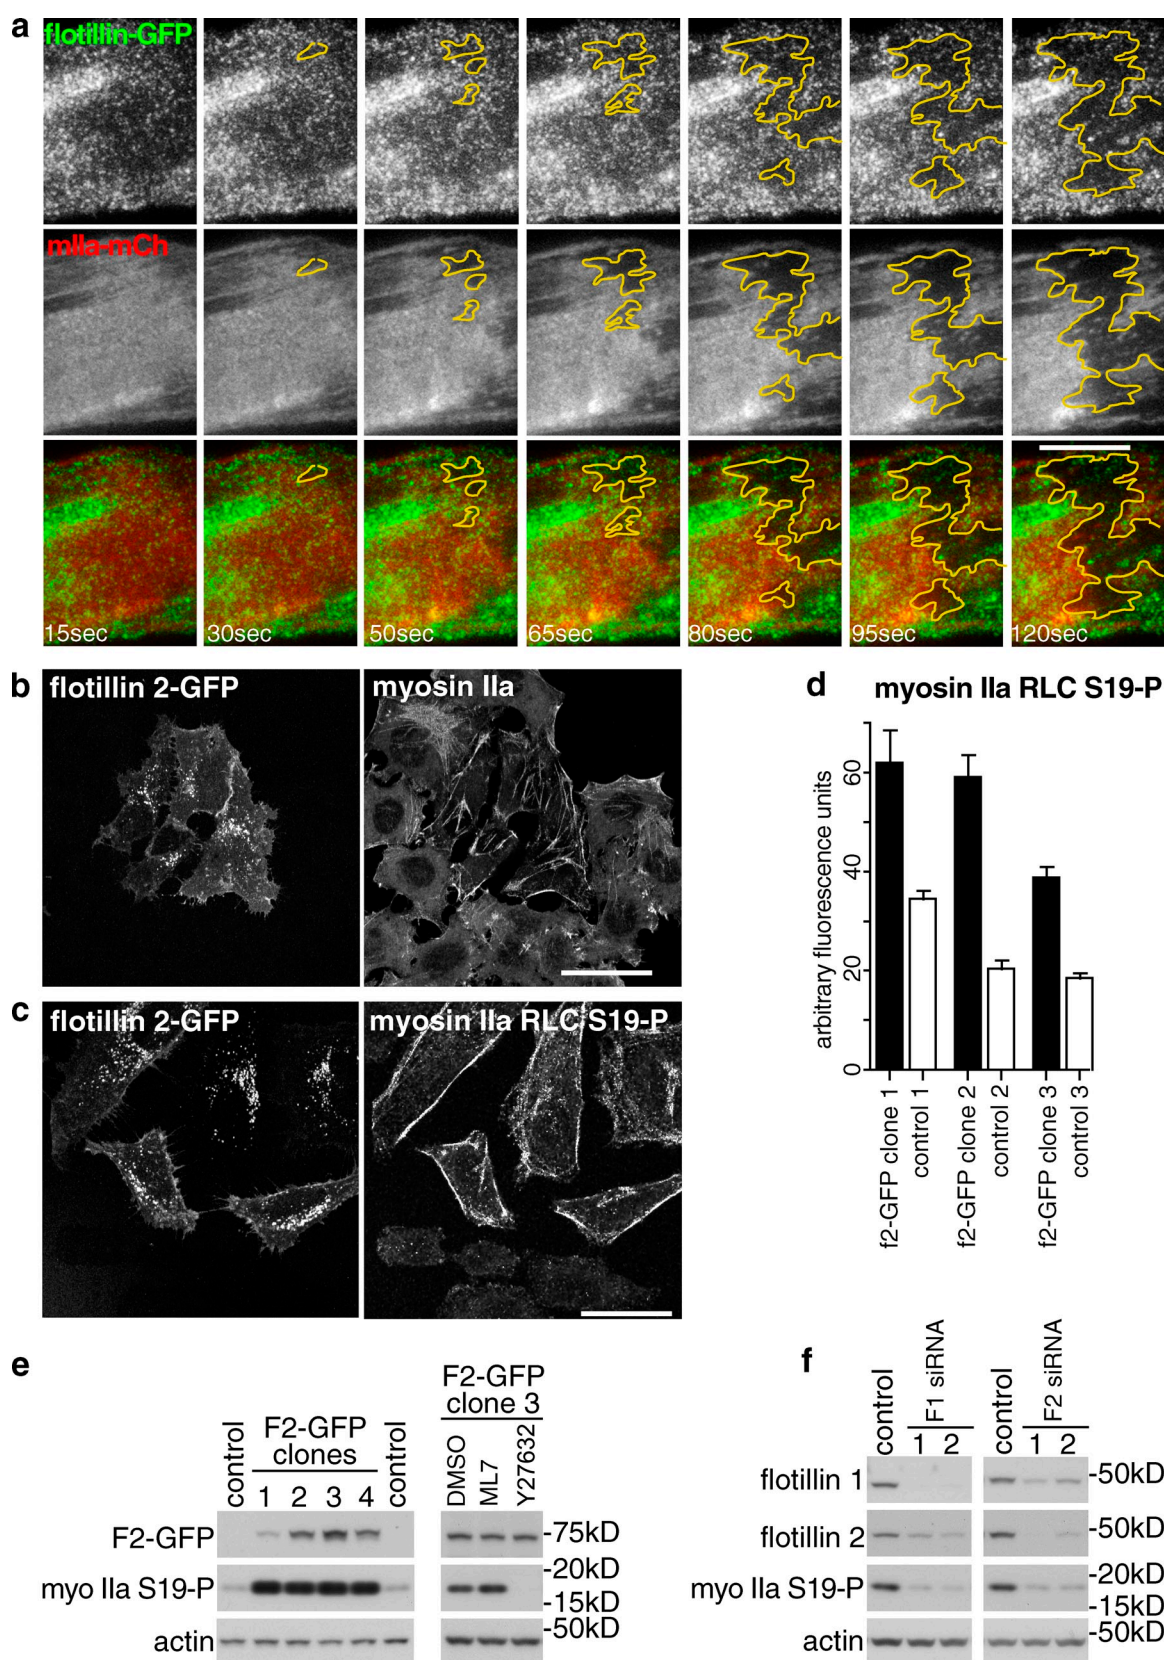 a
flotillin-GFP
mIIa-mCh
15sec 30sec 50sec 65sec 80sec 95sec 120sec
b
flotillin 2-GFP
myosin IIa
c
flotillin 2-GFP
myosin IIa RLC S19-P
d
myosin IIa RLC S19-P
arbitrary fluorescence units
60
40
20
0
f2-GFP clone 1
control 1
f2-GFP clone 2
control 2
f2-GFP clone 3
control 3
e
control
F2-GFP
clones
1 2 3 4
control
F2-GFP
clone 3
DMSO
ML7
Y27632
F2-GFP
-75kD
myo IIa S19-P
-20kD
-15kD
actin
-50kD
f
control
F1 siRNA
1 2
control
F2 siRNA
1 2
flotillin 1
-50kD
flotillin 2
-50kD
myo IIa S19-P
-20kD
-15kD
actin
-50kD